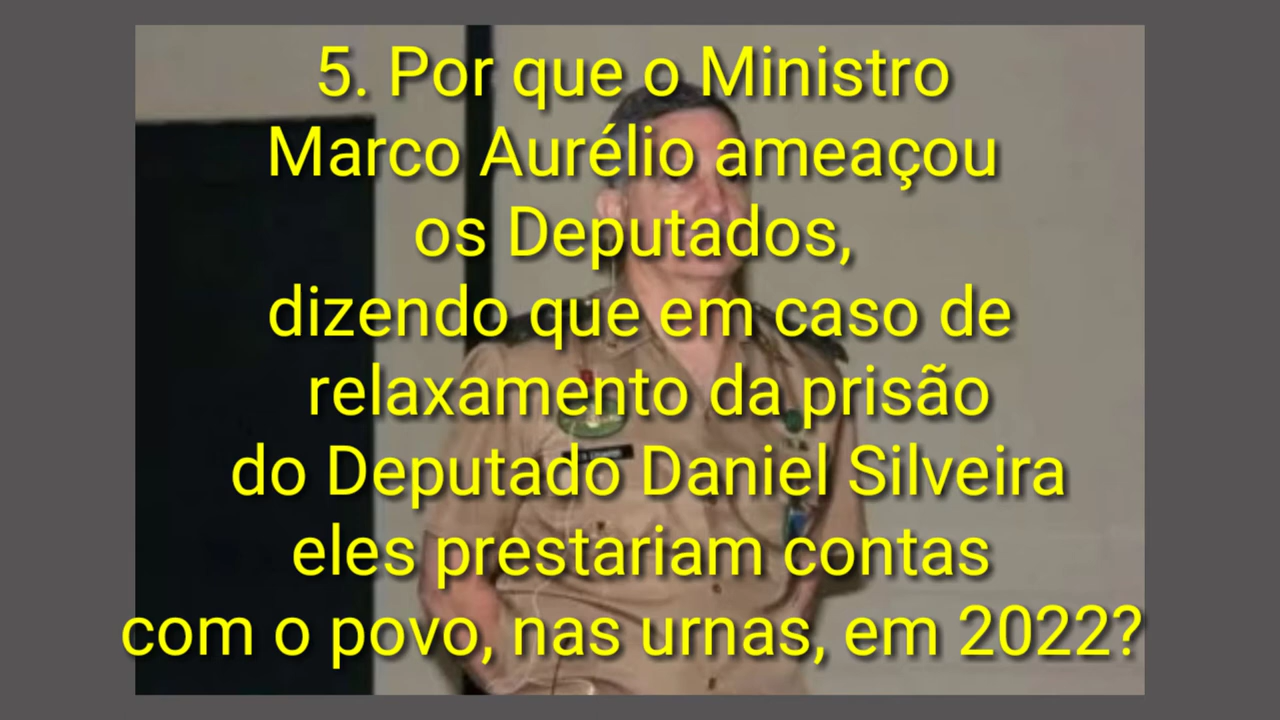 5. Por que o Ministro
Marco Aurélio ameaçou
os Deputados,
dizendo que em caso de
relaxamento da prisão
do Deputado Daniel Silveira
eles prestariam contas
com o povo, nas urnas, em 2022?